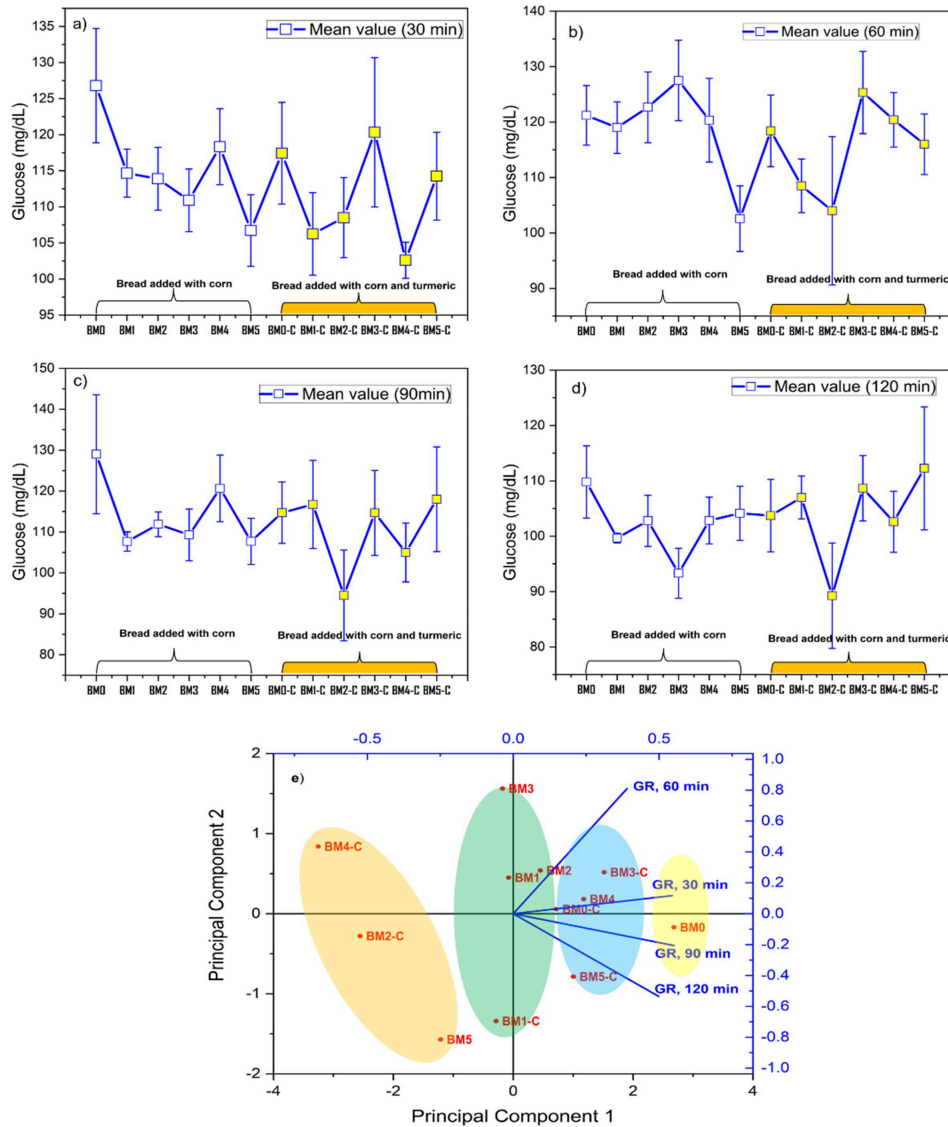 a)
Mean value (30 min)
Glucose (mg/dL)
135
130
125
120
115
110
105
100
95
Bread added with corn
Bread added with corn and turmeric
BM0 BM1 BM2 BM3 BM4 BM5 BM0-C BM1-C BM2-C BM3-C BM4-C BM5-C
b)
Mean value (60 min)
Glucose (mg/dL)
140
130
120
110
100
90
Bread added with corn
Bread added with corn and turmeric
BM0 BM1 BM2 BM3 BM4 BM5 BM0-C BM1-C BM2-C BM3-C BM4-C BM5-C
c)
Mean value (90min)
Glucose (mg/dL)
150
140
130
120
110
100
90
80
75
Bread added with corn
Bread added with corn and turmeric
BM0 BM1 BM2 BM3 BM4 BM5 BM0-C BM1-C BM2-C BM3-C BM4-C BM5-C
d)
Mean value (120 min)
Glucose (mg/dL)
130
120
110
100
90
80
Bread added with corn
Bread added with corn and turmeric
BM0 BM1 BM2 BM3 BM4 BM5 BM0-C BM1-C BM2-C BM3-C BM4-C BM5-C
-0.5 0.0 0.5
e)
Principal Component 2
2
1
0
-1
-2
1.0
0.8
0.6
0.4
0.2
0.0
-0.2
-0.4
-0.6
-0.8
-1.0
BM3
GR, 60 min
BM4-C
BM1
BM2
BM3-C
GR, 30 min
BM4
BM0-C
BM0
BM2-C
GR, 90 min
BM5-C
GR, 120 min
BM1-C
BM5
-4 -2 0 2 4
Principal Component 1